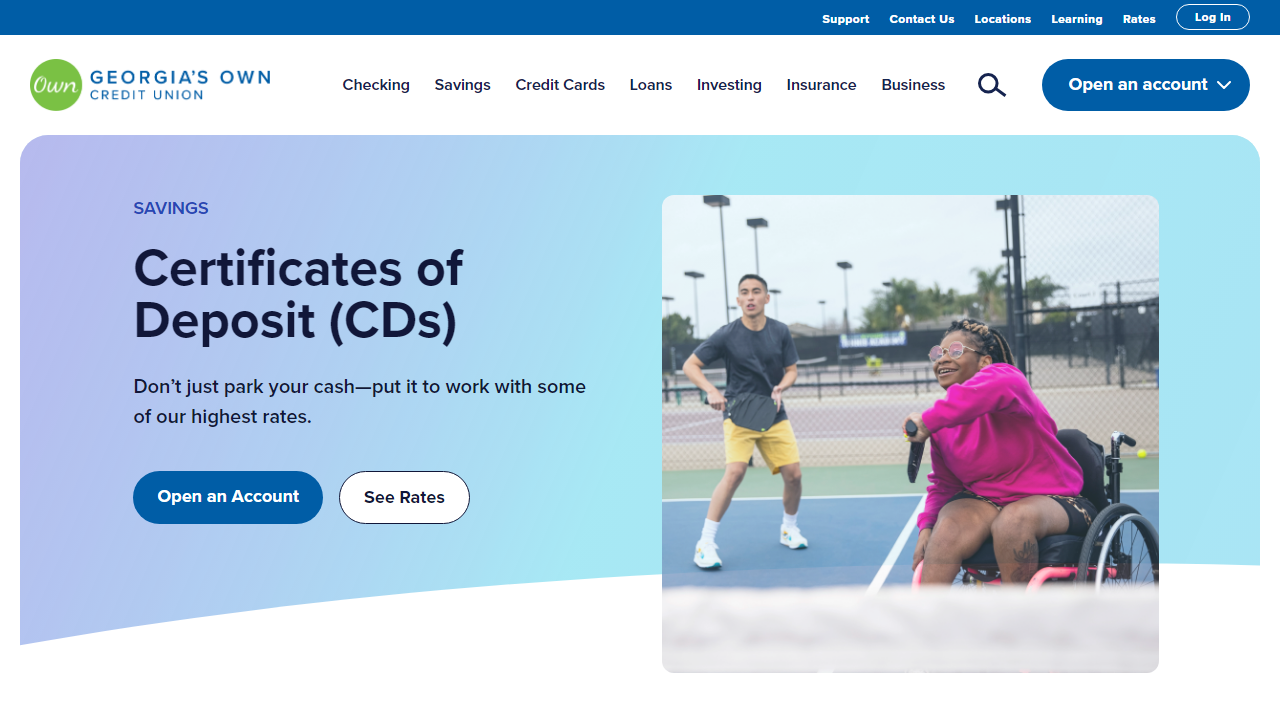 Support Contact Us Locations Learning Rates Log In
Own GEORGIA'S OWN
CREDIT UNION
Checking Savings Credit Cards Loans Investing Insurance Business Open an account
SAVINGS
Certificates of
Deposit (CDs)
Don’t just park your cash—put it to work with some
of our highest rates.
Open an Account See Rates